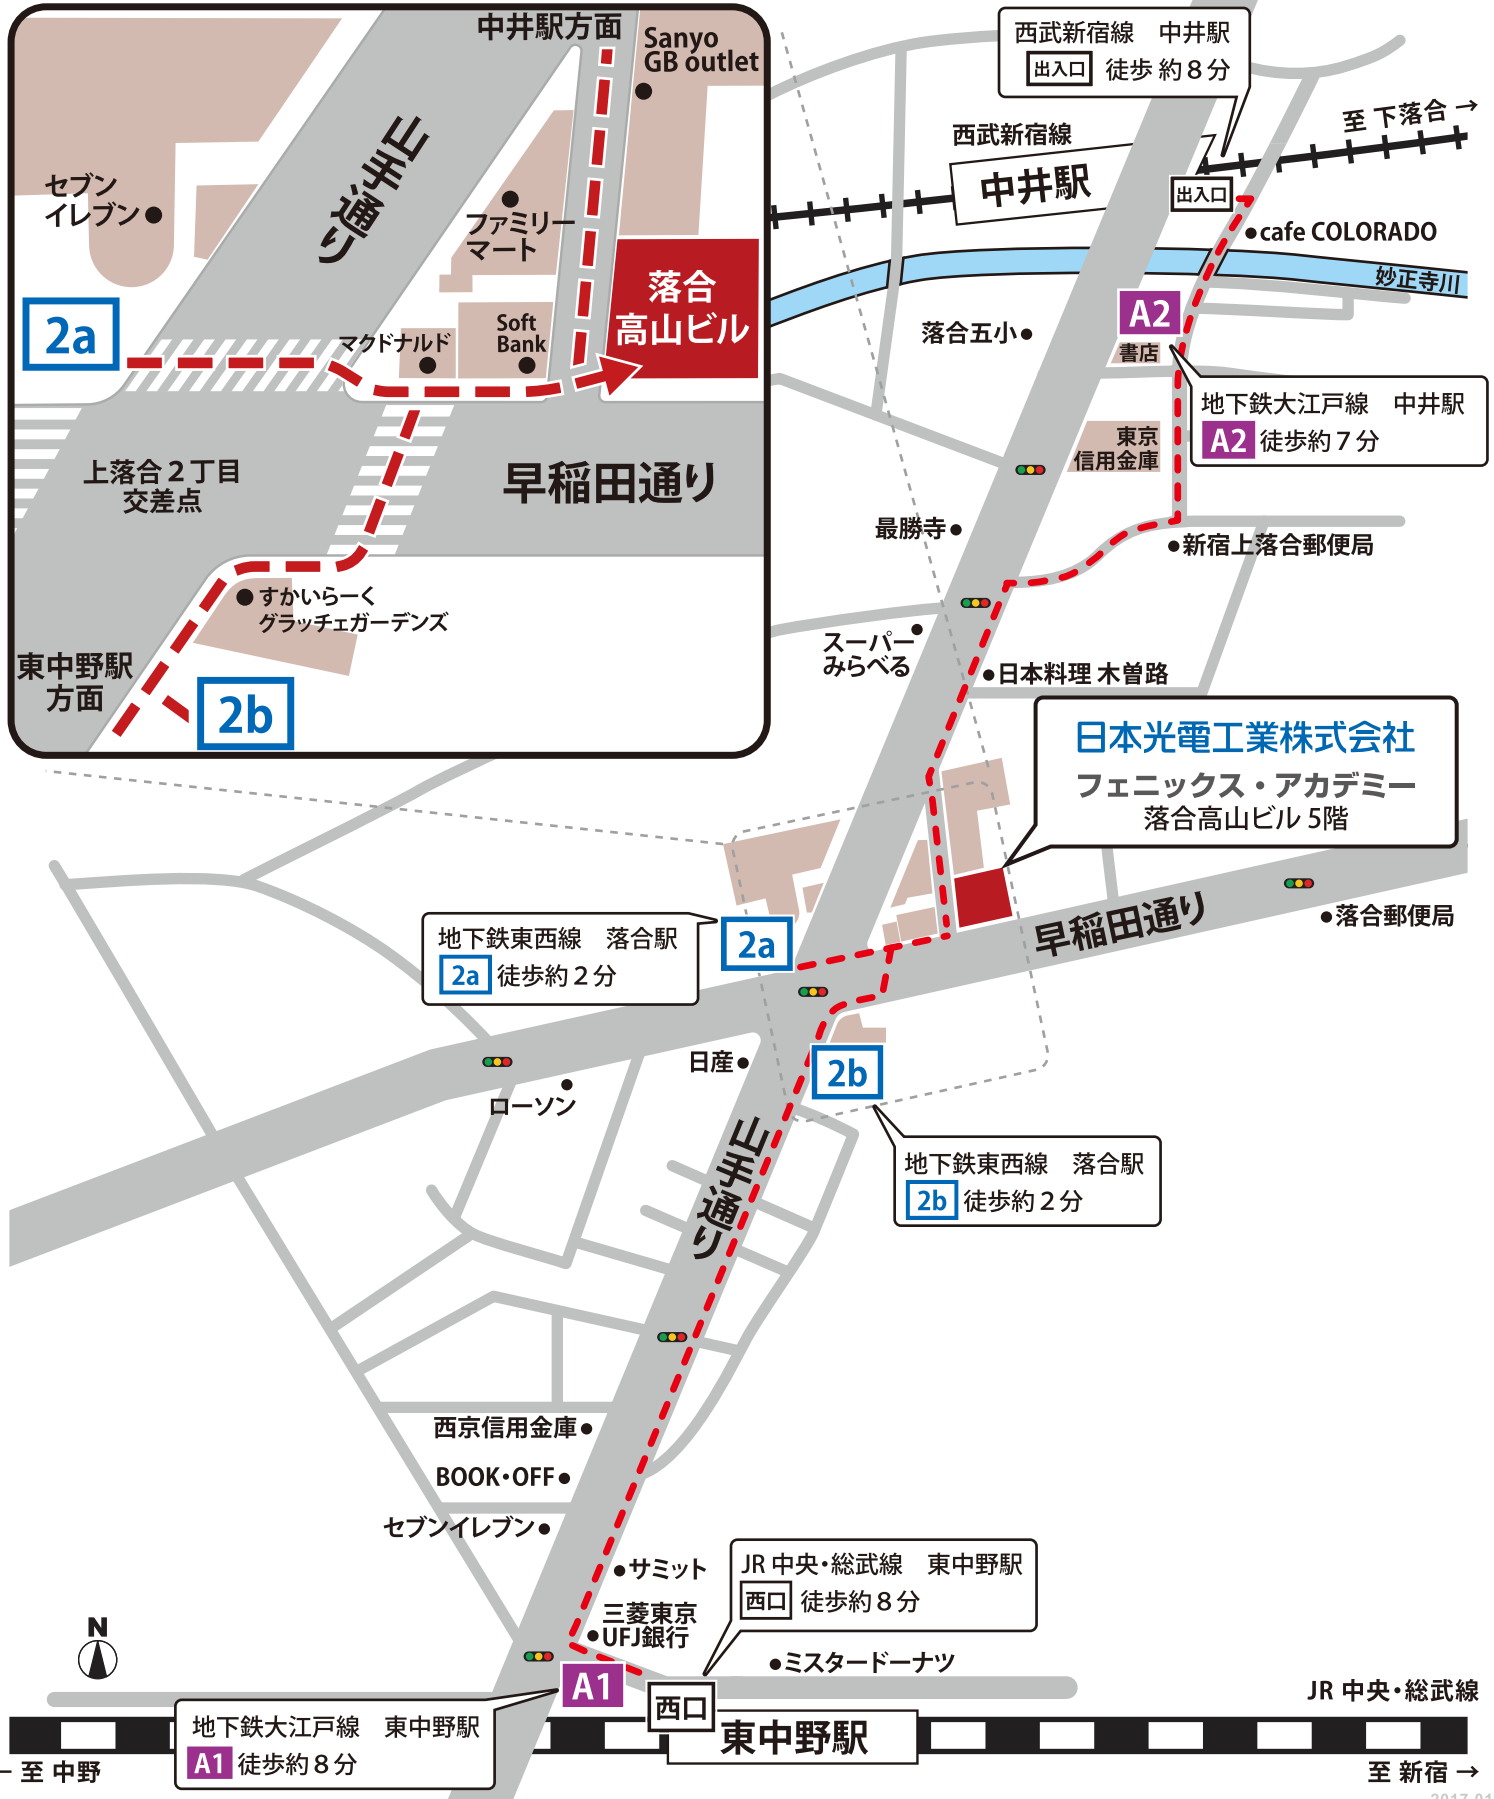 中井駅方面
Sanyo
GB outlet
山手通り
セブン
イレブン
ファミリー
マート
落合
高山ビル
2a
マクドナルド
Soft
Bank
上落合２丁目
交差点
早稲田通り
すかいらーく
グラッチェガーデンズ
東中野駅
方面
2b
西武新宿線　中井駅
出入口 徒歩 約８分
至 下落合 →
西武新宿線
中井駅
出入口
cafe COLORADO
妙正寺川
A2
落合五小
書店
地下鉄大江戸線　中井駅
A2 徒歩約７分
東京
信用金庫
最勝寺
新宿上落合郵便局
スーパー
みらべる
日本料理 木曽路
日本光電工業株式会社
フェニックス・アカデミー
落合高山ビル 5階
早稲田通り
落合郵便局
地下鉄東西線　落合駅
2a 徒歩約２分
2a
日産
2b
ローソン
山手通り
地下鉄東西線　落合駅
2b 徒歩約２分
西京信用金庫
BOOK・OFF
セブンイレブン
サミット
三菱東京
UFJ銀行
JR 中央・総武線　東中野駅
西口 徒歩約８分
ミスタードーナツ
N
A1
西口
東中野駅
JR 中央・総武線
地下鉄大江戸線　東中野駅
A1 徒歩約８分
← 至 中野
至 新宿 →
2017.01